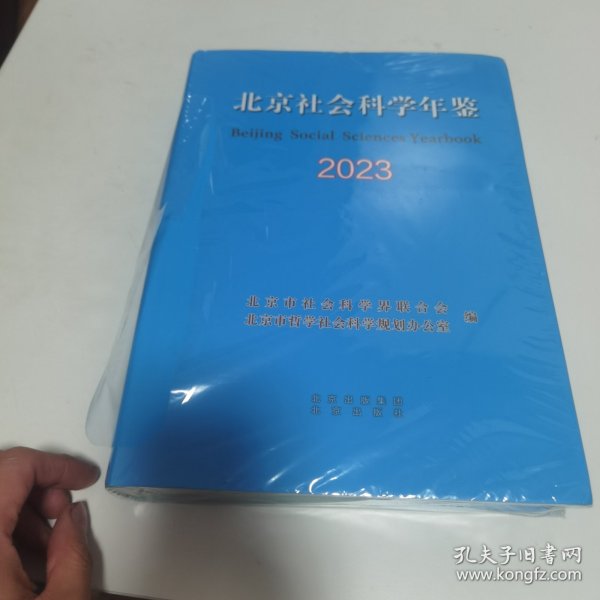 北京社会科学年鉴
Beijing Social Sciences Yearbook
2023
北京市社会科学界联合会
北京市哲学社会科学规划办公室
编
北京出版集团
北京出版社
孔夫子旧书网
www.kongfz.com